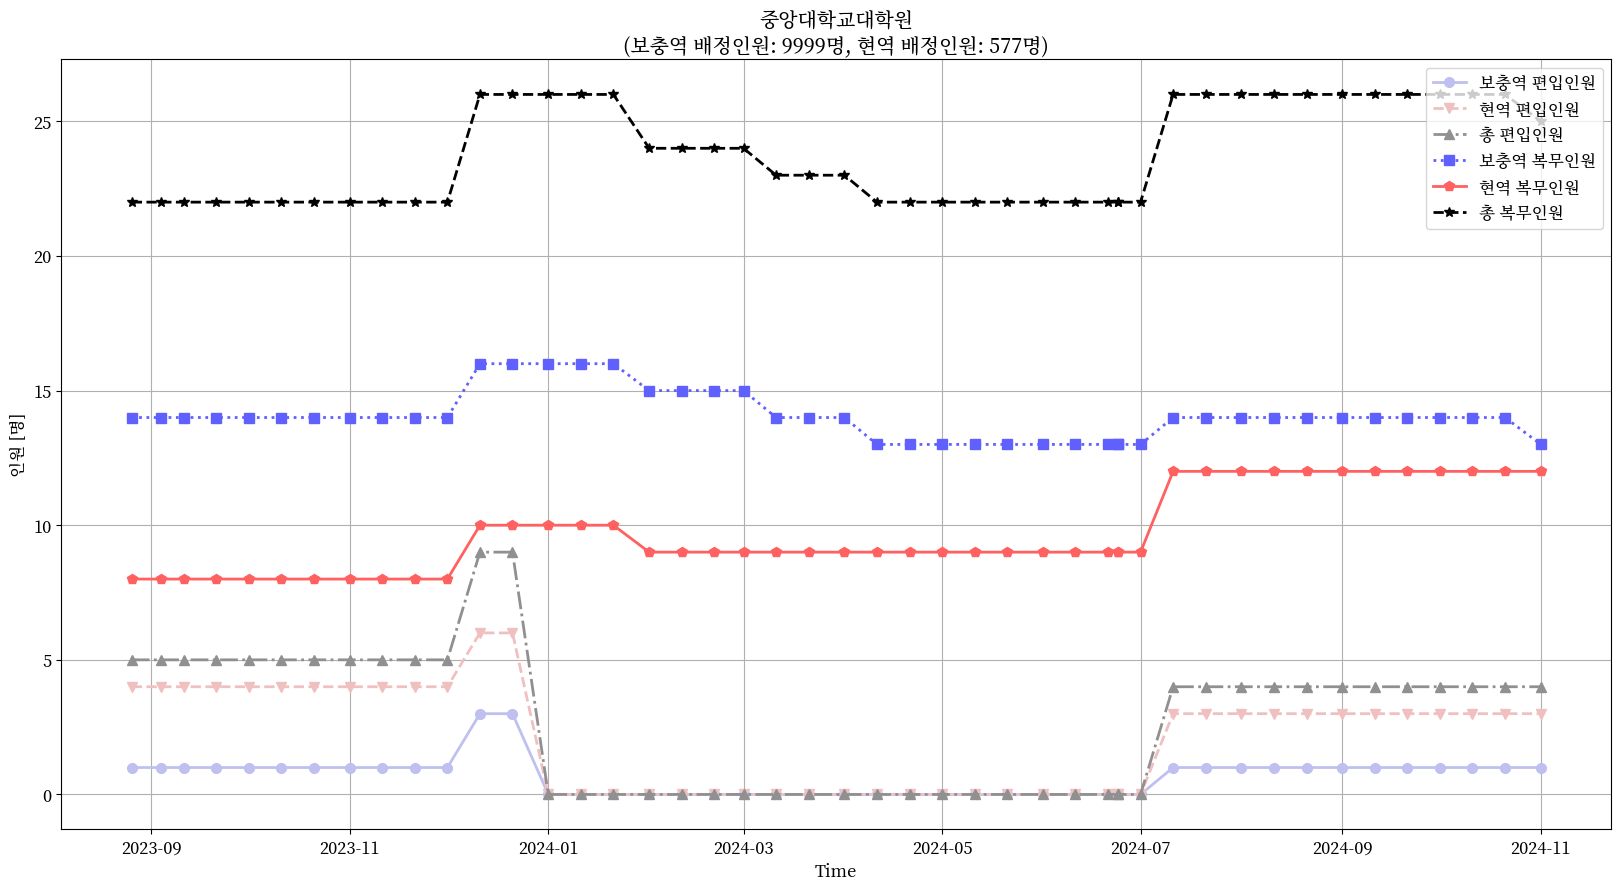 중앙대학교대학원
(보충역 배정인원: 9999명, 현역 배정인원: 577명)
보충역 편입인원
현역 편입인원
총 편입인원
보충역 복무인원
현역 복무인원
총 복무인원
인원 [명]
25
20
15
10
5
0
2023-09
2023-11
2024-01
2024-03
2024-05
2024-07
2024-09
2024-11
Time